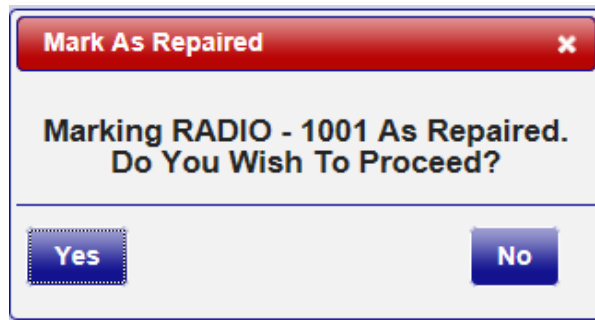 Mark As Repaired
Marking RADIO - 1001 As Repaired.
Do You Wish To Proceed?
Yes
No